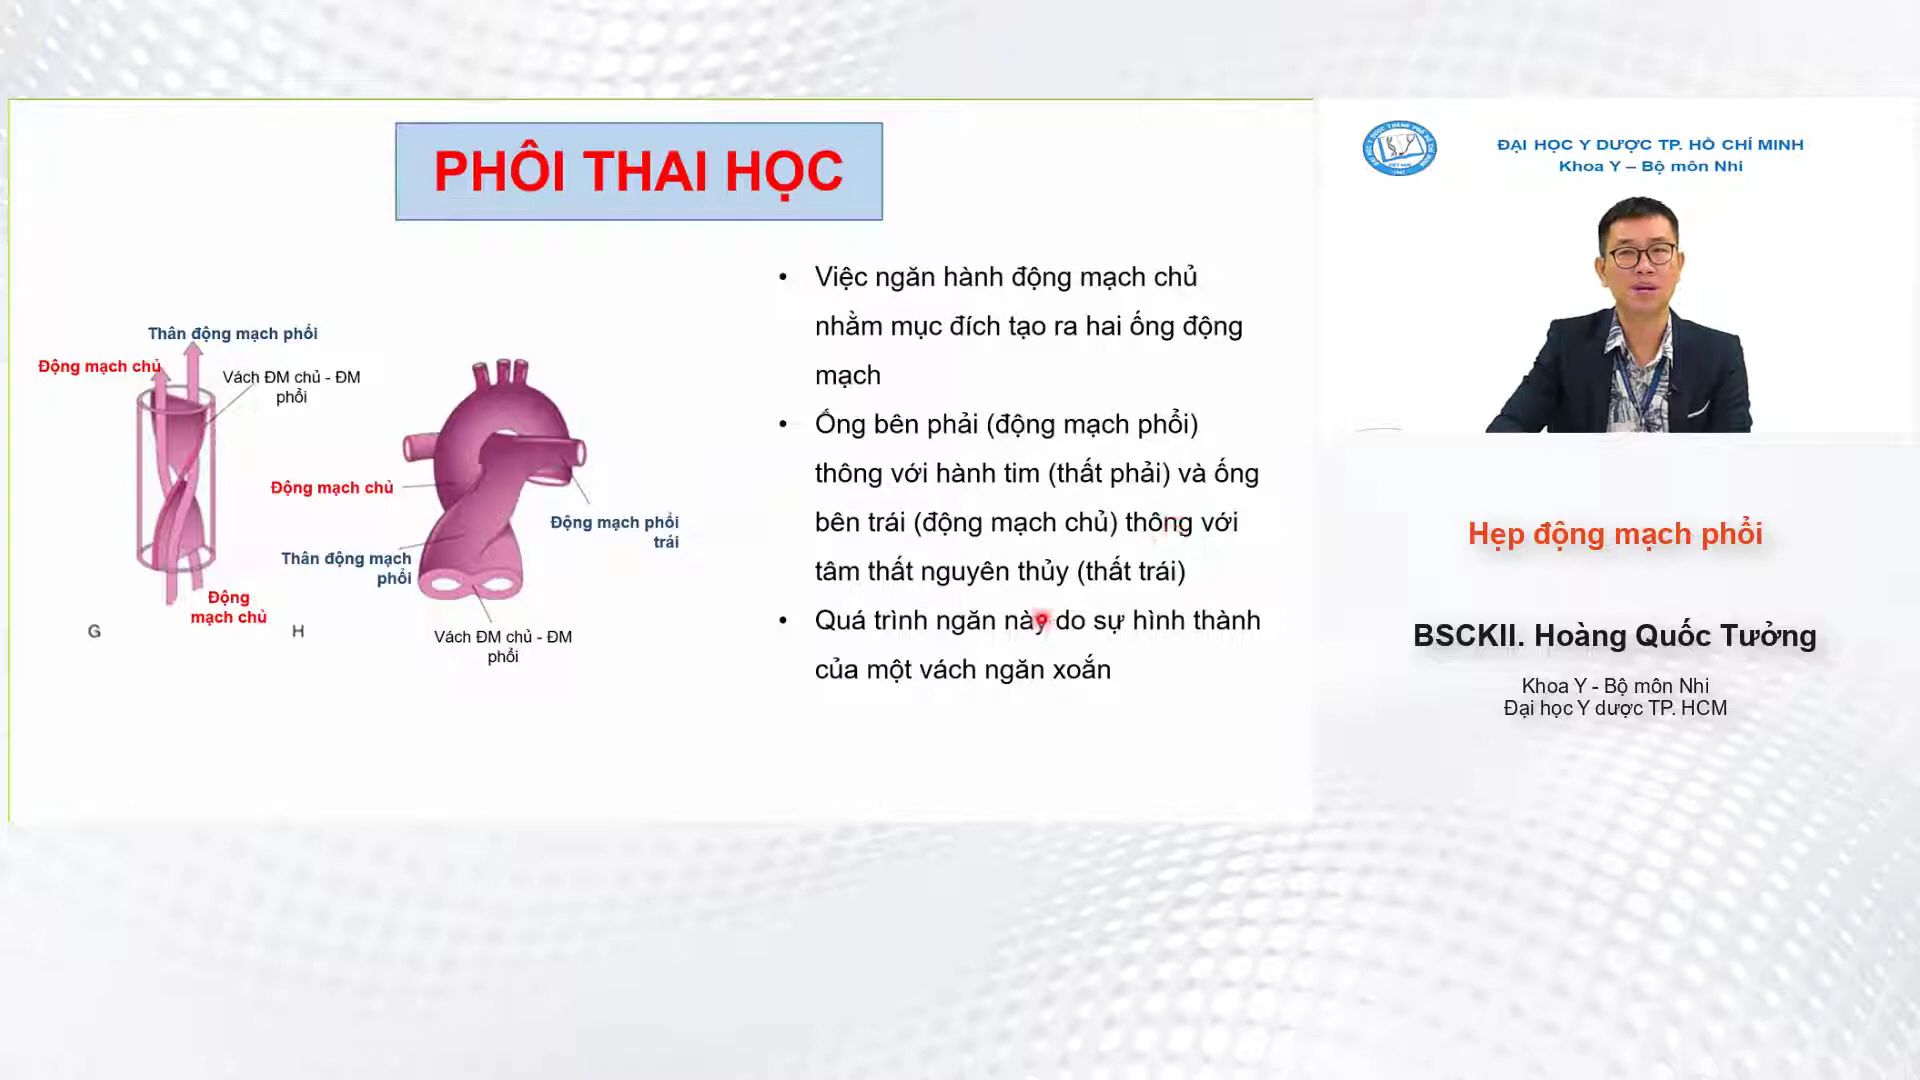 PHÔI THAI HỌC
Thân động mạch phổi
Động mạch chủ
Vách ĐM chủ - ĐM
phổi
Động mạch chủ
Thân động mạch
phổi
Động
mạch chủ
G
H
Động mạch phổi
trái
Vách ĐM chủ - ĐM
phổi
• Việc ngăn hành động mạch chủ
nhằm mục đích tạo ra hai ống động
mạch
• Ống bên phải (động mạch phổi)
thông với hành tim (thất phải) và ống
bên trái (động mạch chủ) thông với
tâm thất nguyên thủy (thất trái)
• Quá trình ngăn này do sự hình thành
của một vách ngăn xoắn
ĐẠI HỌC Y DƯỢC TP. HỒ CHÍ MINH
Khoa Y – Bộ môn Nhi
Hẹp động mạch phổi
BSCKII. Hoàng Quốc Tưởng
Khoa Y - Bộ môn Nhi
Đại học Y dược TP. HCM